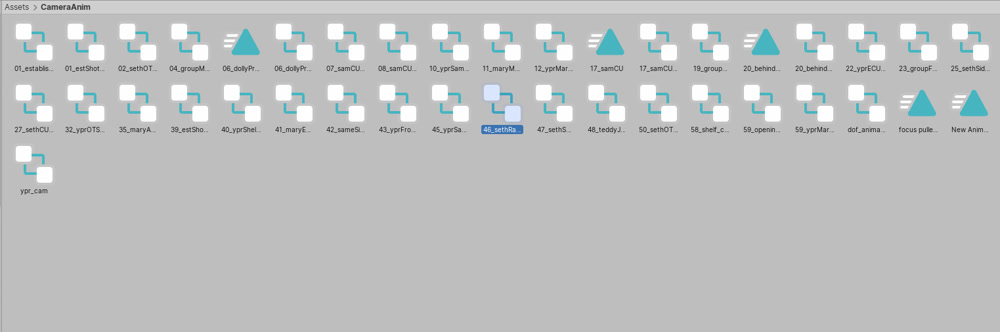 Assets > CameraAnim
01_establis... 01_estShot... 02_sethOT... 04_groupM... 06_dollyPr... 06_dollyPr... 07_samCU... 08_samCU... 10_yprSam... 11_maryM... 12_yprMar... 17_samCU 17_samCU... 19_group... 20_behind... 20_behind... 22_yprECU... 23_groupF... 25_sethSid...
27_sethCU... 32_yprOTS... 35_maryA... 39_estSho... 40_yprShel... 41_maryE... 42_sameSi... 43_yprFro... 45_yprSa... 46_sethRa... 47_sethS... 48_teddyJ... 50_sethOT... 58_shelf_c... 59_openin... 59_yprMar... dof_anima... focus pulle... New Anim...
ypr_cam